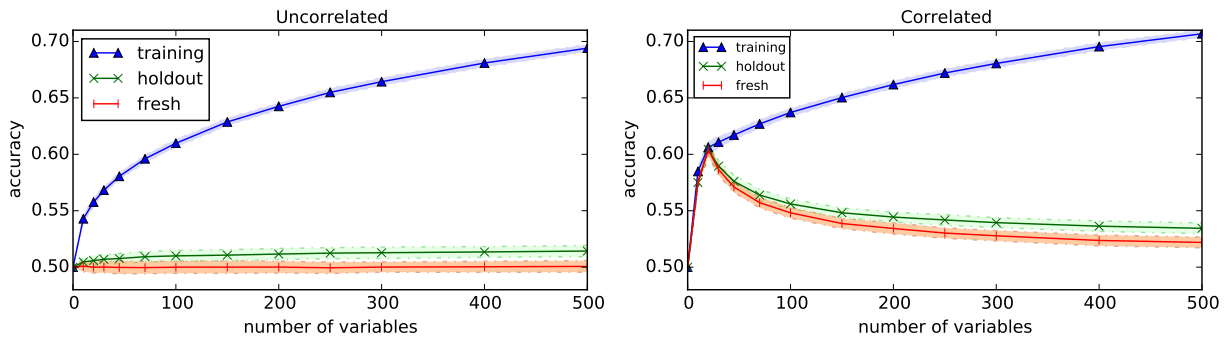 Uncorrelated
0.70
0.65
0.60
0.55
0.50
accuracy
training
holdout
fresh
0 100 200 300 400 500
number of variables
Correlated
0.70
0.65
0.60
0.55
0.50
accuracy
training
holdout
fresh
0 100 200 300 400 500
number of variables